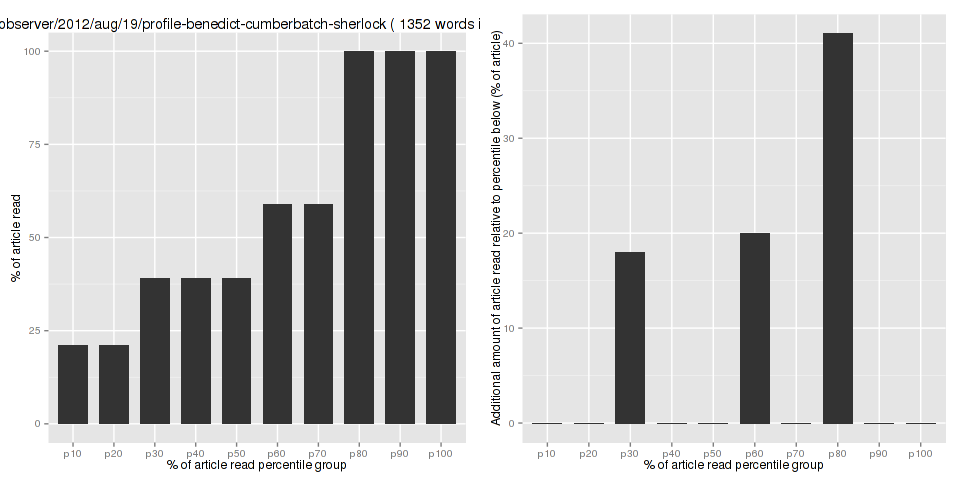 observer/2012/aug/19/profile-benedict-cumberbatch-sherlock ( 1352 words i
% of article read
100
75
50
25
0
p10 p20 p30 p40 p50 p60 p70 p80 p90 p100
% of article read percentile group
Additional amount of article read relative to percentile below (% of article)
40
30
20
10
0
p10 p20 p30 p40 p50 p60 p70 p80 p90 p100
% of article read percentile group